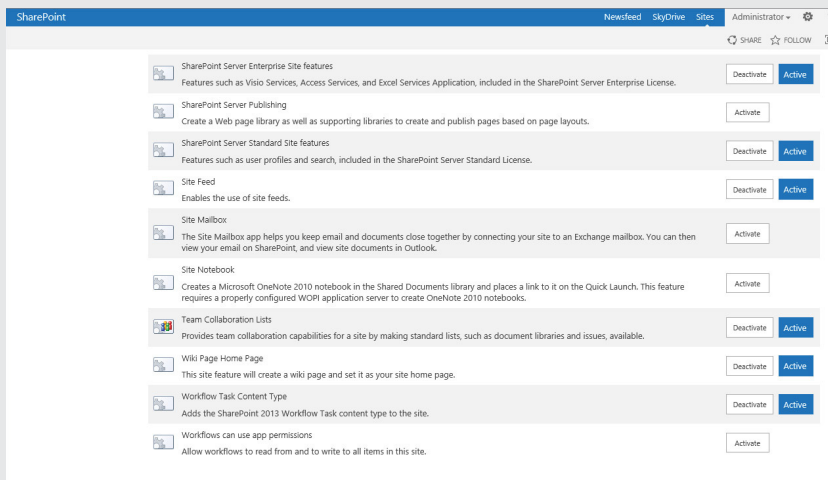 SharePoint Newsfeed SkyDrive Sites Administrator
SHARE FOLLOW
SharePoint Server Enterprise Site features
Features such as Visio Services, Access Services, and Excel Services Application, included in the SharePoint Server Enterprise License.
Deactivate Active
SharePoint Server Publishing
Create a Web page library as well as supporting libraries to create and publish pages based on page layouts.
Activate
SharePoint Server Standard Site features
Features such as user profiles and search, included in the SharePoint Server Standard License.
Deactivate Active
Site Feed
Enables the use of site feeds.
Deactivate Active
Site Mailbox
The Site Mailbox app helps you keep email and documents close together by connecting your site to an Exchange mailbox. You can then
view your email on SharePoint, and view site documents in Outlook.
Activate
Site Notebook
Creates a Microsoft OneNote 2010 notebook in the Shared Documents library and places a link to it on the Quick Launch. This feature
requires a properly configured WOPI application server to create OneNote 2010 notebooks.
Activate
Team Collaboration Lists
Provides team collaboration capabilities for a site by making standard lists, such as document libraries and issues, available.
Deactivate Active
Wiki Page Home Page
This site feature will create a wiki page and set it as your site home page.
Deactivate Active
Workflow Task Content Type
Adds the SharePoint 2013 Workflow Task content type to the site.
Deactivate Active
Workflows can use app permissions
Allow workflows to read from and to write to all items in this site.
Activate